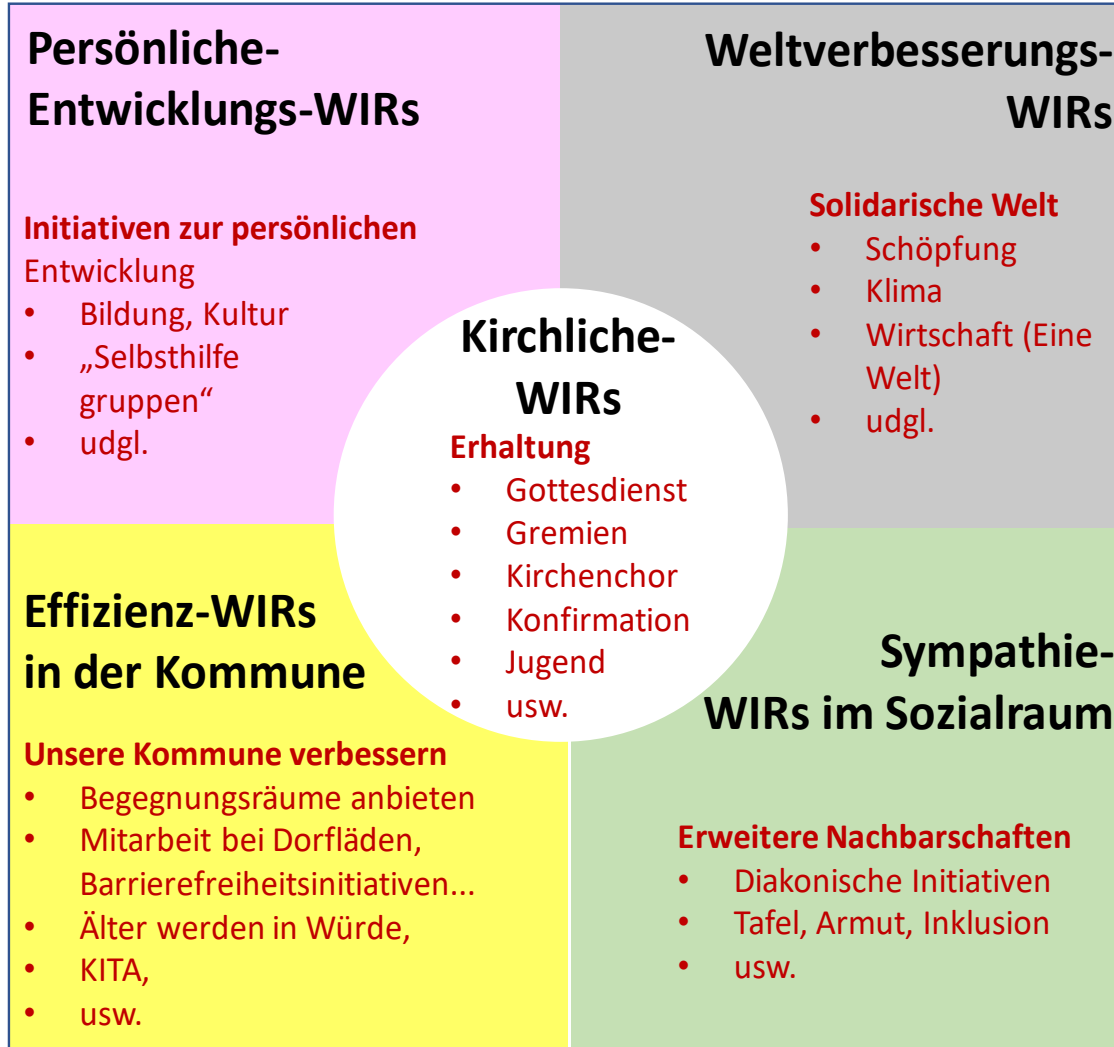 Persönliche-
Entwicklungs-WIRs
Initiativen zur persönlichen
Entwicklung
• Bildung, Kultur
• „Selbsthilfe
gruppen“
• udgl.
Weltverbesserungs-
WIRs
Solidarische Welt
• Schöpfung
• Klima
• Wirtschaft (Eine
Welt)
• udgl.
Kirchliche-
WIRs
Erhaltung
• Gottesdienst
• Gremien
• Kirchenchor
• Konfirmation
• Jugend
• usw.
Effizienz-WIRs
in der Kommune
Unsere Kommune verbessern
• Begegnungsräume anbieten
• Mitarbeit bei Dorfläden,
Barrierefreiheitsinitiativen...
• Älter werden in Würde,
• KITA,
• usw.
Sympathie-
WIRs im Sozialraum
Erweitere Nachbarschaften
• Diakonische Initiativen
• Tafel, Armut, Inklusion
• usw.